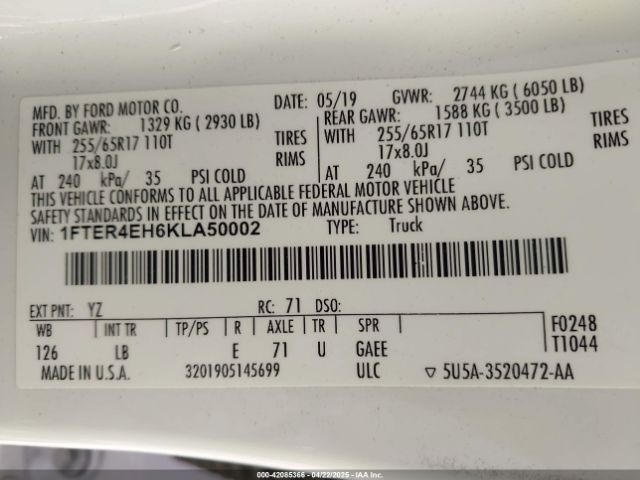 MFD. BY FORD MOTOR CO.
DATE: 05/19 GVWR: 2744 KG ( 6050 LB)
FRONT GAWR: 1329 KG ( 2930 LB)
REAR GAWR: 1588 KG ( 3500 LB)
WITH 255/65R17 110T TIRES
WITH 255/65R17 110T TIRES
17x8.0J RIMS
17x8.0J RIMS
AT 240 kPa/ 35 PSI COLD
AT 240 kPa/ 35 PSI COLD
THIS VEHICLE CONFORMS TO ALL APPLICABLE FEDERAL MOTOR VEHICLE
SAFETY STANDARDS IN EFFECT ON THE DATE OF MANUFACTURE SHOWN ABOVE.
VIN: 1FTER4EH6KLA50002 TYPE: Truck
EXT PNT: YZ RC: 71 DSO:
WB INT TR TP/PS R AXLE TR SPR
126 LB E 71 U GAEE
F0248
T1044
MADE IN U.S.A. 3201905145699 ULC ▽ 5U5A-3520472-AA
000-42085366 - 04/22/2025 - IAAI.COM